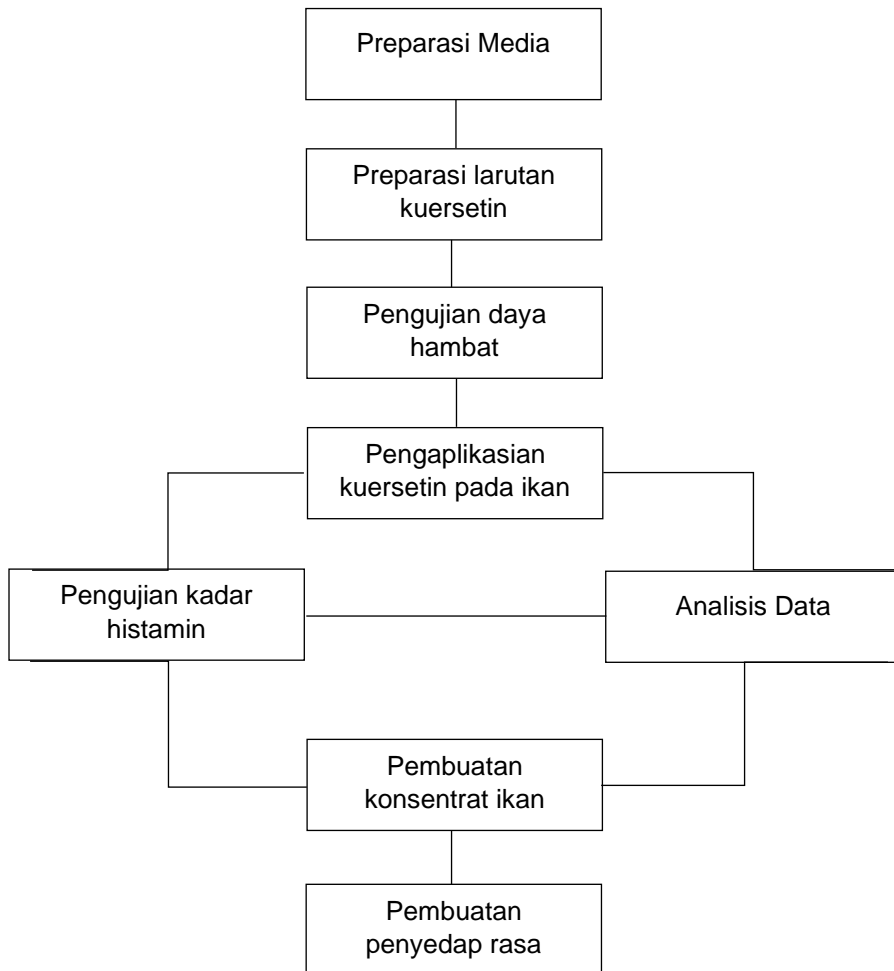 Preparasi Media
Preparasi larutan
kuersetin
Pengujian daya
hambat
Pengaplikasian
kuersetin pada ikan
Pengujian kadar
histamin
Analisis Data
Pembuatan
konsentrat ikan
Pembuatan
penyedap rasa